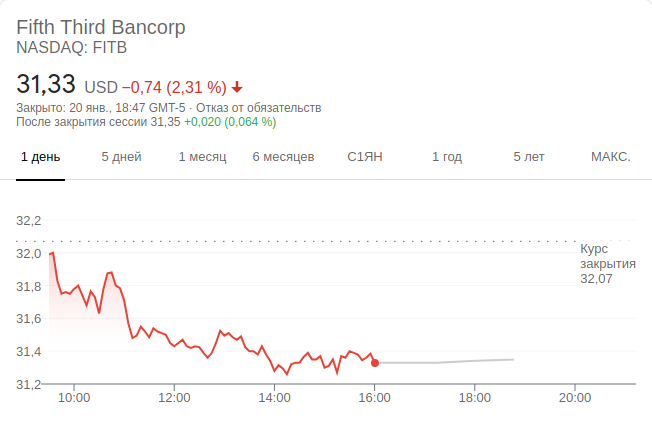 Fifth Third Bancorp
NASDAQ: FITB
31,33 USD −0,74 (2,31 %)
Закрыто: 20 янв., 18:47 GMT-5 · Отказ от обязательств
После закрытия сессии 31,35 +0,020 (0,064 %)
1 день 5 дней 1 месяц 6 месяцев С1ЯН 1 год 5 лет МАКС.
32,2
32,0
31,8
31,6
31,4
31,2
Курс
закрытия
32,07
10:00 12:00 14:00 16:00 18:00 20:00